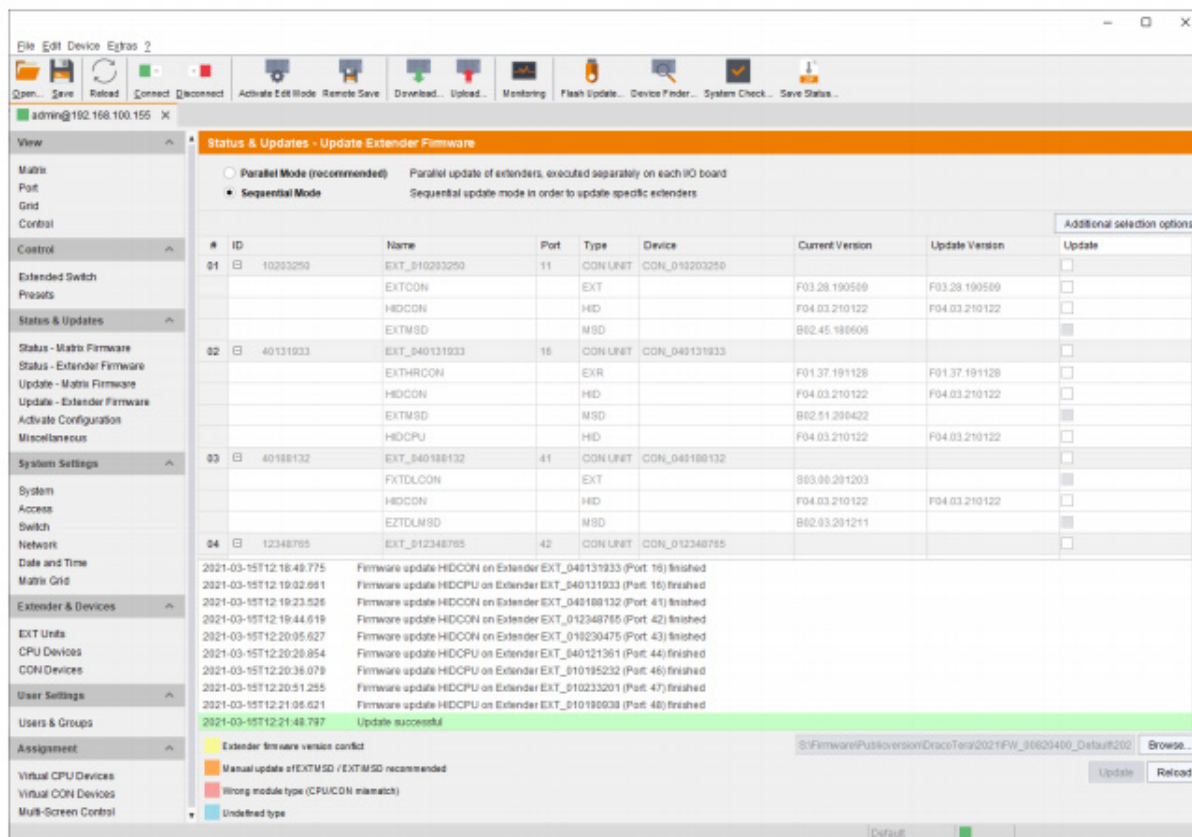 File Edit Device Extras ?
Open... Save Reload Connect Disconnect Activate Edit Mode Remote Save Download... Upload... Monitoring Flash Update... Device Finder... System Check... Save Status...
admin@192.168.100.155
View
Matrix
Port
Grid
Control
Control
Extended Switch
Presets
Status & Updates
Status - Matrix Firmware
Status - Extender Firmware
Update - Matrix Firmware
Update - Extender Firmware
Activate Configuration
Miscellaneous
System Settings
System
Access
Switch
Network
Date and Time
Matrix Grid
Extender & Devices
EXT Units
CPU Devices
CON Devices
User Settings
Users & Groups
Assignment
Virtual CPU Devices
Virtual CON Devices
Multi-Screen Control
Status & Updates - Update Extender Firmware
Parallel Mode (recommended) Parallel update of extenders, executed separately on each I/O board
Sequential Mode Sequential update mode in order to update specific extenders
Additional selection options
# ID Name Port Type Device Current Version Update Version Update
01 10203250 EXT_010203250 11 CON UNIT CON_010203250
EXTCON EXT F03.28.190509 F03.28.190509
HIDCON HID F04.03.210122 F04.03.210122
EXTMSD MSD B02.45.180606
02 40131933 EXT_040131933 16 CON UNIT CON_040131933
EXTHRCON EXR F01.37.191128 F01.37.191128
HIDCON HID F04.03.210122 F04.03.210122
EXTMSD MSD B02.51.200422
HIDCPU HID F04.03.210122 F04.03.210122
03 40188132 EXT_040188132 41 CON UNIT CON_040188132
FXTDLCON EXT S03.00.201203
HIDCON HID F04.03.210122 F04.03.210122
EZTDLMSD MSD B02.03.201211
04 12348765 EXT_012348765 42 CON UNIT CON_012348765
2021-03-15T12:18:49.775 Firmware update HIDCON on Extender EXT_040131933 (Port: 16) finished
2021-03-15T12:19:02.661 Firmware update HIDCPU on Extender EXT_040131933 (Port: 16) finished
2021-03-15T12:19:23.526 Firmware update HIDCON on Extender EXT_040188132 (Port: 41) finished
2021-03-15T12:19:44.619 Firmware update HIDCON on Extender EXT_012348765 (Port: 42) finished
2021-03-15T12:20:05.627 Firmware update HIDCON on Extender EXT_010230475 (Port: 43) finished
2021-03-15T12:20:20.854 Firmware update HIDCPU on Extender EXT_040121361 (Port: 44) finished
2021-03-15T12:20:36.079 Firmware update HIDCPU on Extender EXT_010195232 (Port: 46) finished
2021-03-15T12:20:51.255 Firmware update HIDCPU on Extender EXT_010233201 (Port: 47) finished
2021-03-15T12:21:06.621 Firmware update HIDCPU on Extender EXT_010190938 (Port: 48) finished
2021-03-15T12:21:48.797 Update successful
Extender firmware version conflict
Manual update of EXTMSD / EXTIMSD recommended
Wrong module type (CPU/CON mismatch)
Undefined type
S:\Firmware\Publicversion\DracoTera\2021\FW_00820400_Default\202 Browse...
Update Reload
Default